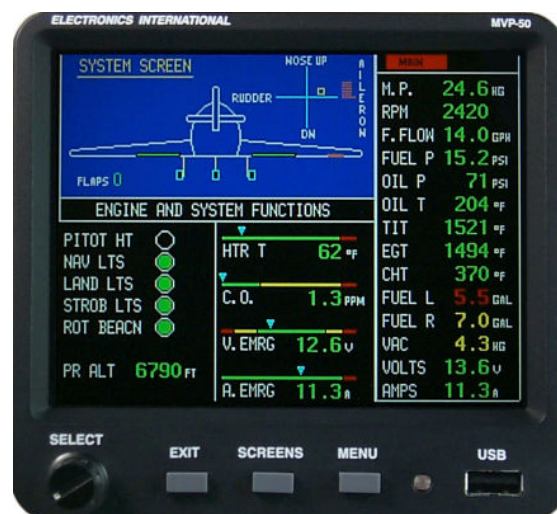 ELECTRONICS INTERNATIONAL
MVP-50
SYSTEM SCREEN
NOSE UP
RUDDER
DN
AILERON
FLAPS 0
ENGINE AND SYSTEM FUNCTIONS
PITOT HT
NAV LTS
LAND LTS
STROB LTS
ROT BEACN
PR ALT 6790 FT
HTR T 62 °F
C.O. 1.3 PPM
V.EMRG 12.6 V
A.EMRG 11.3 A
MAIN
M.P. 24.6 HG
RPM 2420
F.FLOW 14.0 GPH
FUEL P 15.2 PSI
OIL P 71 PSI
OIL T 204 °F
TIT 1521 °F
EGT 1494 °F
CHT 370 °F
FUEL L 5.5 GAL
FUEL R 7.0 GAL
VAC 4.3 HG
VOLTS 13.6 V
AMPS 11.3 A
SELECT
EXIT
SCREENS
MENU
USB